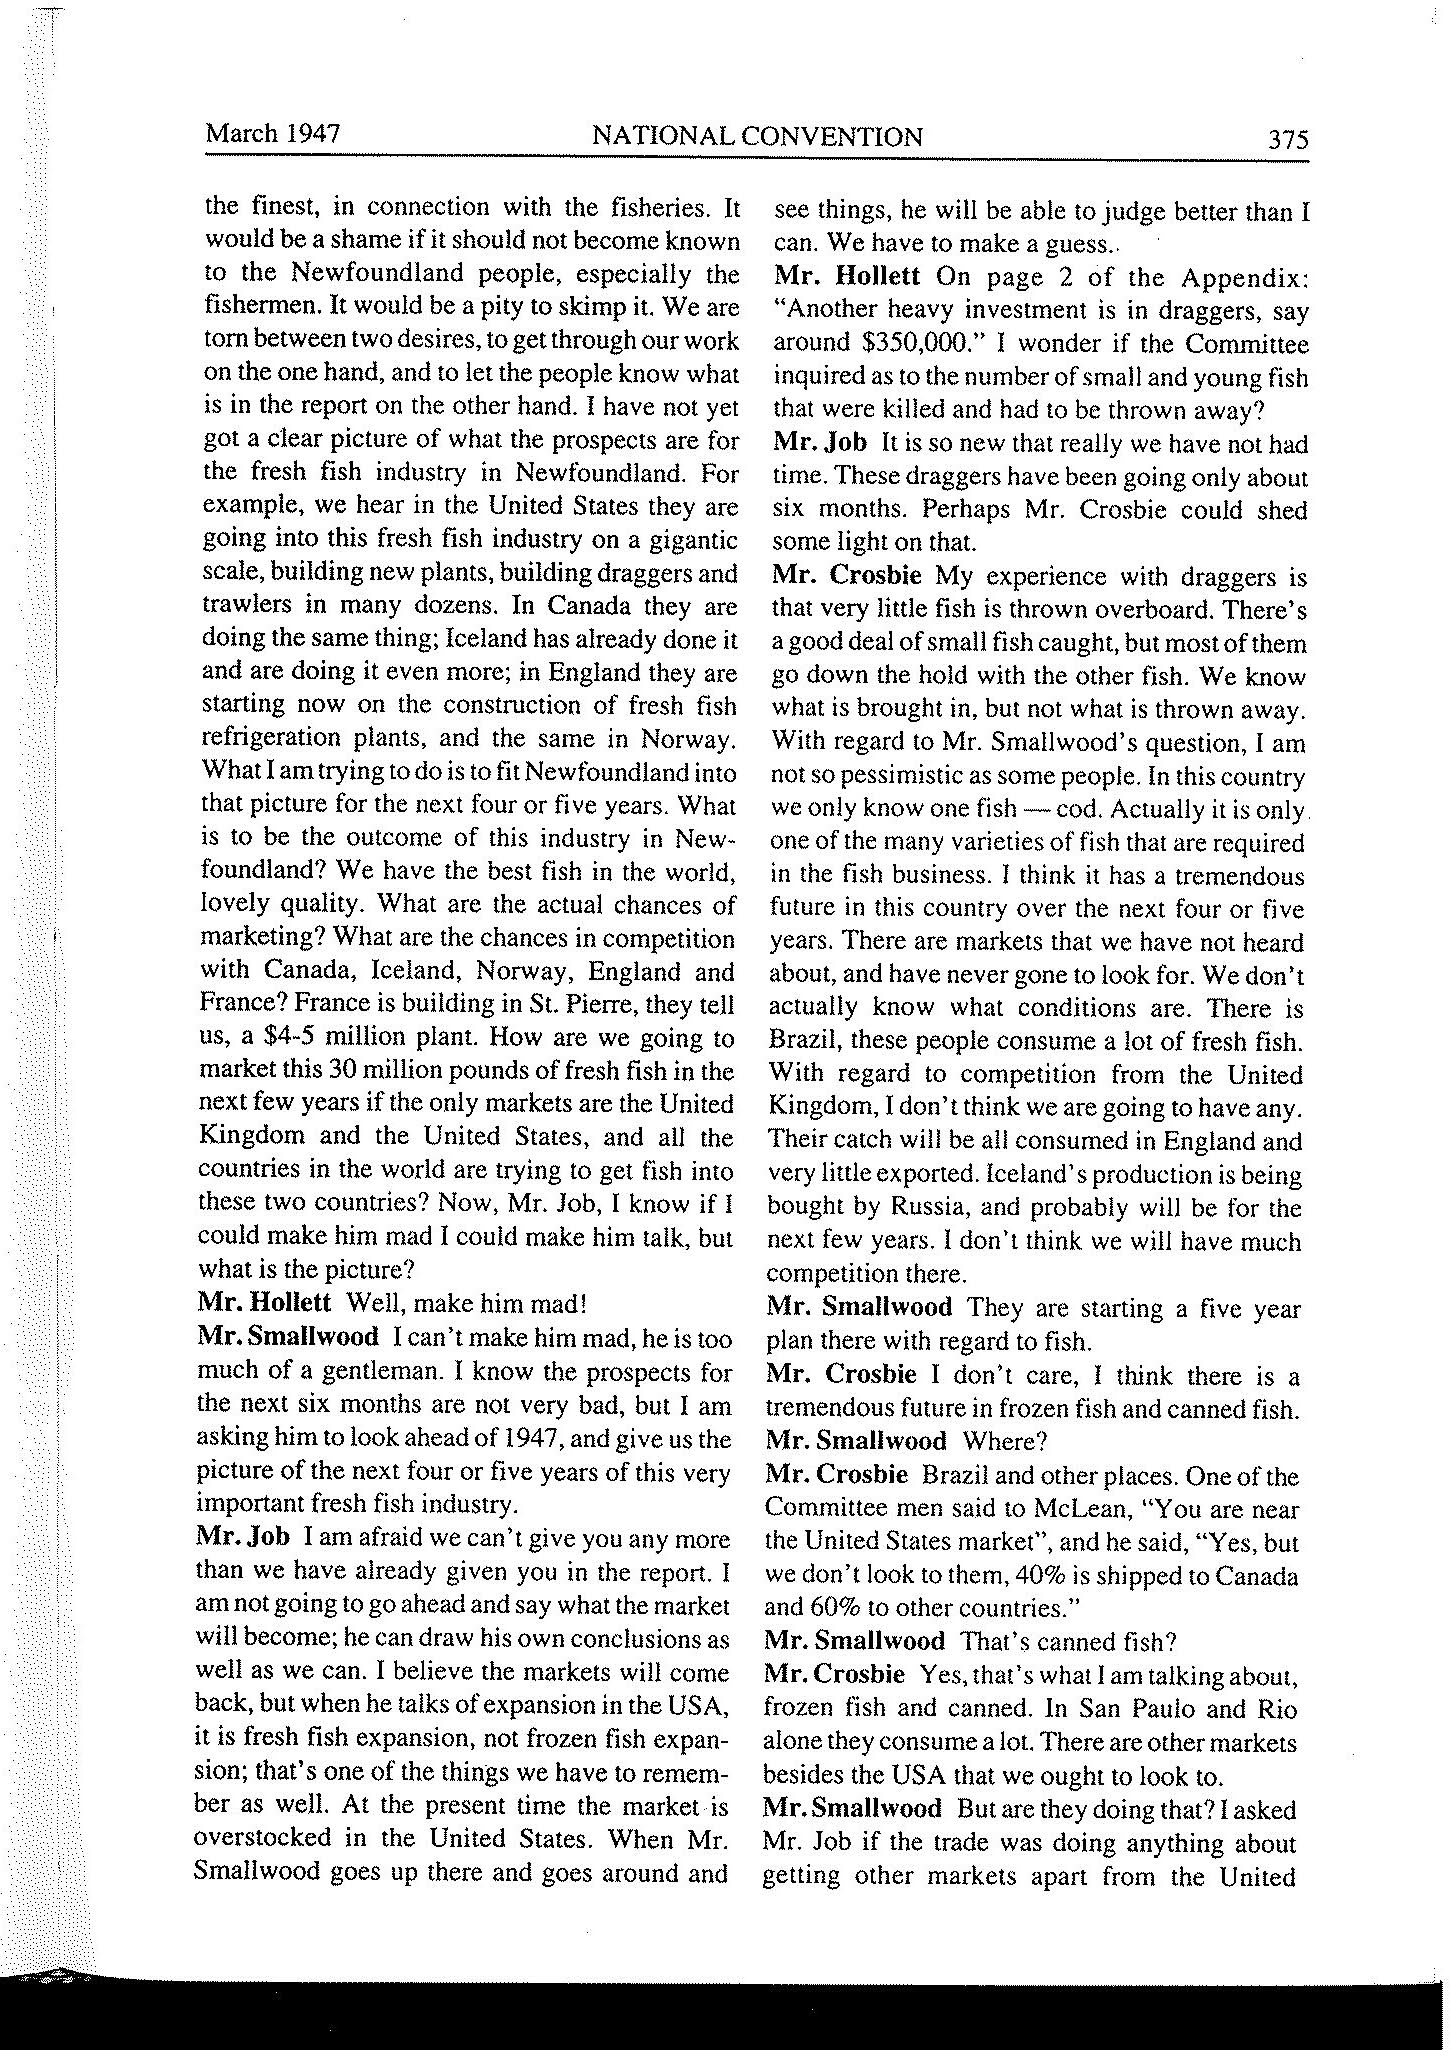 March 1947 NATIONAL CONVENTION 375
the finest, in connection with the fisheries. It
would be a shame if it should not become known
to the Newfoundland people, especially the
fishermen. It would be a pity to skimp it. We are
torn between two desires, to get through our work
on the one hand, and to let the people know what
is in the report on the other hand. I have not yet
got a clear picture of what the prospects are for
the fresh fish industry in Newfoundland. For
example, we hear in the United States they are
going into this fresh fish industry on a gigantic
scale, building new plants, building draggers and
trawlers in many dozens. In Canada they are
doing the same thing; Iceland has already done it
and are doing it even more; in England they are
starting now on the construction of fresh fish
refrigeration plants, and the same in Norway.
What I am trying to do is to fit Newfoundland into
that picture for the next four or five years. What
is to be the outcome of this industry in New-
foundland? We have the best fish in the world,
lovely quality. What are the actual chances of
marketing? What are the chances in competition
with Canada, Iceland, Norway, England and
France? France is building in St. Pierre, they tell
us, a $4-5 million plant. How are we going to
market this 30 million pounds of fresh fish in the
next few years if the only markets are the United
Kingdom and the United States, and all the
countries in the world are trying to get fish into
these two countries? Now, Mr. Job, I know if I
could make him mad I could make him talk, but
what is the picture?
Mr. Hollett Well, make him mad!
Mr. Smallwood I can't make him mad, he is too
much of a gentleman. I know the prospects for
the next six months are not very bad, but I am
asking him to look ahead of 1947, and give us the
picture of the next four or five years of this very
important fresh fish industry.
Mr. Job I am afraid we can't give you any more
than we have already given you in the report. I
am not going to go ahead and say what the market
will become; he can draw his own conclusions as
well as we can. I believe the markets will come
back, but when he talks of expansion in the USA,
it is fresh fish expansion, not frozen fish expan-
sion; that's one of the things we have to remem-
ber as well. At the present time the market is
overstocked in the United States. When Mr.
Smallwood goes up there and goes around and
see things, he will be able to judge better than I
can. We have to make a guess..
Mr. Hollett On page 2 of the Appendix:
"Another heavy investment is in draggers, say
around $350,000." I wonder if the Committee
inquired as to the number of small and young fish
that were killed and had to be thrown away?
Mr. Job It is so new that really we have not had
time. These draggers have been going only about
six months. Perhaps Mr. Crosbie could shed
some light on that.
Mr. Crosbie My experience with draggers is
that very little fish is thrown overboard. There's
a good deal of small fish caught, but most of them
go down the hold with the other fish. We know
what is brought in, but not what is thrown away.
With regard to Mr. Smallwood's question, I am
not so pessimistic as some people. In this country
we only know one fish — cod. Actually it is only
one of the many varieties of fish that are required
in the fish business. I think it has a tremendous
future in this country over the next four or five
years. There are markets that we have not heard
about, and have never gone to look for. We don't
actually know what conditions are. There is
Brazil, these people consume a lot of fresh fish.
With regard to competition from the United
Kingdom, I don't think we are going to have any.
Their catch will be all consumed in England and
very little exported. Iceland's production is being
bought by Russia, and probably will be for the
next few years. I don't think we will have much
competition there.
Mr. Smallwood They are starting a five year
plan there with regard to fish.
Mr. Crosbie I don't care, I think there is a
tremendous future in frozen fish and canned fish.
Mr. Smallwood Where?
Mr. Crosbie Brazil and other places. One of the
Committee men said to McLean, "You are near
the United States market", and he said, "Yes, but
we don't look to them, 40% is shipped to Canada
and 60% to other countries."
Mr. Smallwood That's canned fish?
Mr. Crosbie Yes, that's what I am talking about,
frozen fish and canned. In San Paulo and Rio
alone they consume a lot. There are other markets
besides the USA that we ought to look to.
Mr. Smallwood But are they doing that? I asked
Mr. Job if the trade was doing anything about
getting other markets apart from the United